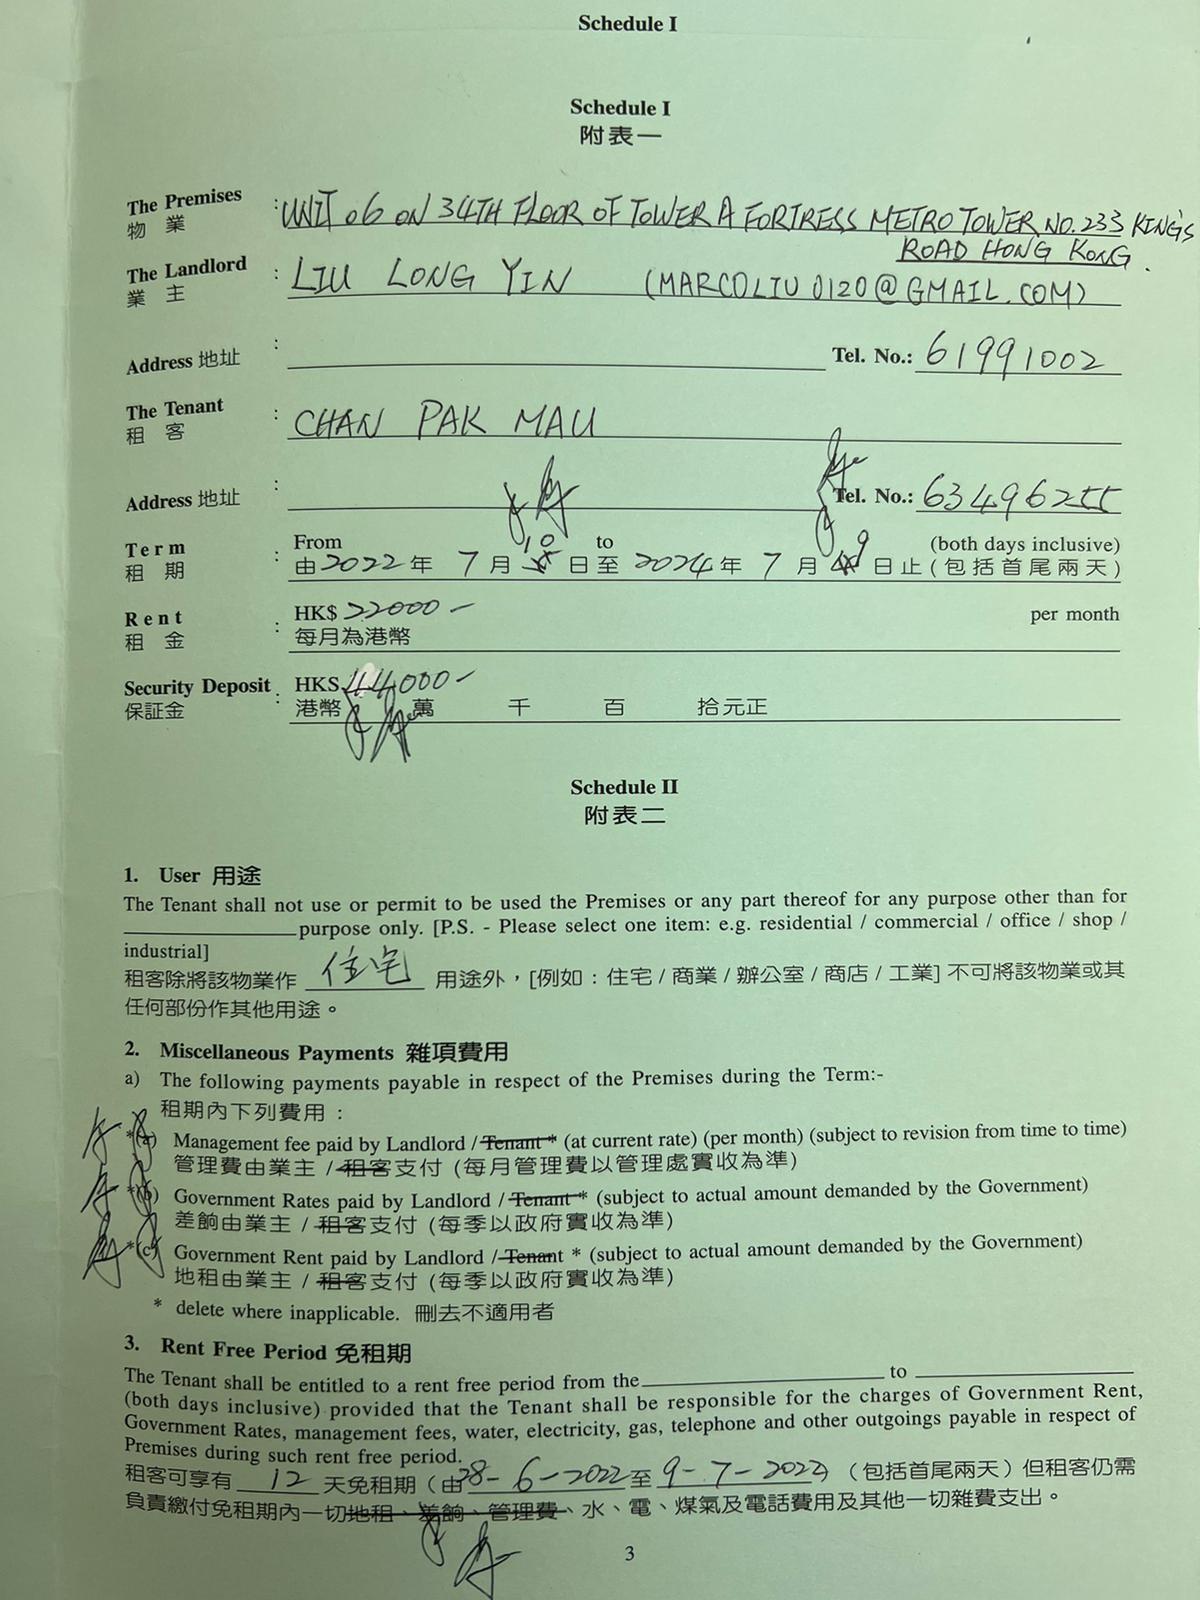 Schedule I
Schedule I
附表一
The Premises : UNIT 06 ON 34TH FLOOR OF TOWER A FORTRESS METRO TOWER NO. 233 KING'S
物業 ROAD HONG KONG.
The Landlord : LIU LONG YIN (MARCOLIU0120@GMAIL.COM)
業主
Address 地址 : Tel. No.: 61991002
The Tenant : CHAN PAK MAU
租客
Address 地址 : Tel. No.: 63496255
Term : From to (both days inclusive)
租期 由2022年 7月10日至 2024年 7月9日止(包括首尾兩天)
Rent : HK$ 22000- per month
租金 每月為港幣
Security Deposit : HK$ 44,000-
保証金 港幣 萬 千 百 拾元正
Schedule II
附表二
1. User 用途
The Tenant shall not use or permit to be used the Premises or any part thereof for any purpose other than for
purpose only. [P.S. - Please select one item: e.g. residential / commercial / office / shop /
industrial]
租客除將該物業作 住宅 用途外，[例如：住宅 / 商業 / 辦公室 / 商店 / 工業] 不可將該物業或其
任何部份作其他用途。
2. Miscellaneous Payments 雜項費用
a) The following payments payable in respect of the Premises during the Term:-
租期內下列費用：
*(a) Management fee paid by Landlord / Tenant * (at current rate) (per month) (subject to revision from time to time)
管理費由業主 / 租客支付 (每月管理費以管理處實收為準)
*(b) Government Rates paid by Landlord / Tenant * (subject to actual amount demanded by the Government)
差餉由業主 / 租客支付 (每季以政府實收為準)
*(c) Government Rent paid by Landlord / Tenant * (subject to actual amount demanded by the Government)
地租由業主 / 租客支付 (每季以政府實收為準)
* delete where inapplicable. 刪去不適用者
3. Rent Free Period 免租期
The Tenant shall be entitled to a rent free period from the to
(both days inclusive) provided that the Tenant shall be responsible for the charges of Government Rent,
Government Rates, management fees, water, electricity, gas, telephone and other outgoings payable in respect of
Premises during such rent free period.
租客可享有 12 天免租期（由28-6-2022至 9-7-2022）（包括首尾兩天）但租客仍需
負責繳付免租期內一切地租、差餉、管理費、水、電、煤氣及電話費用及其他一切雜費支出。
3